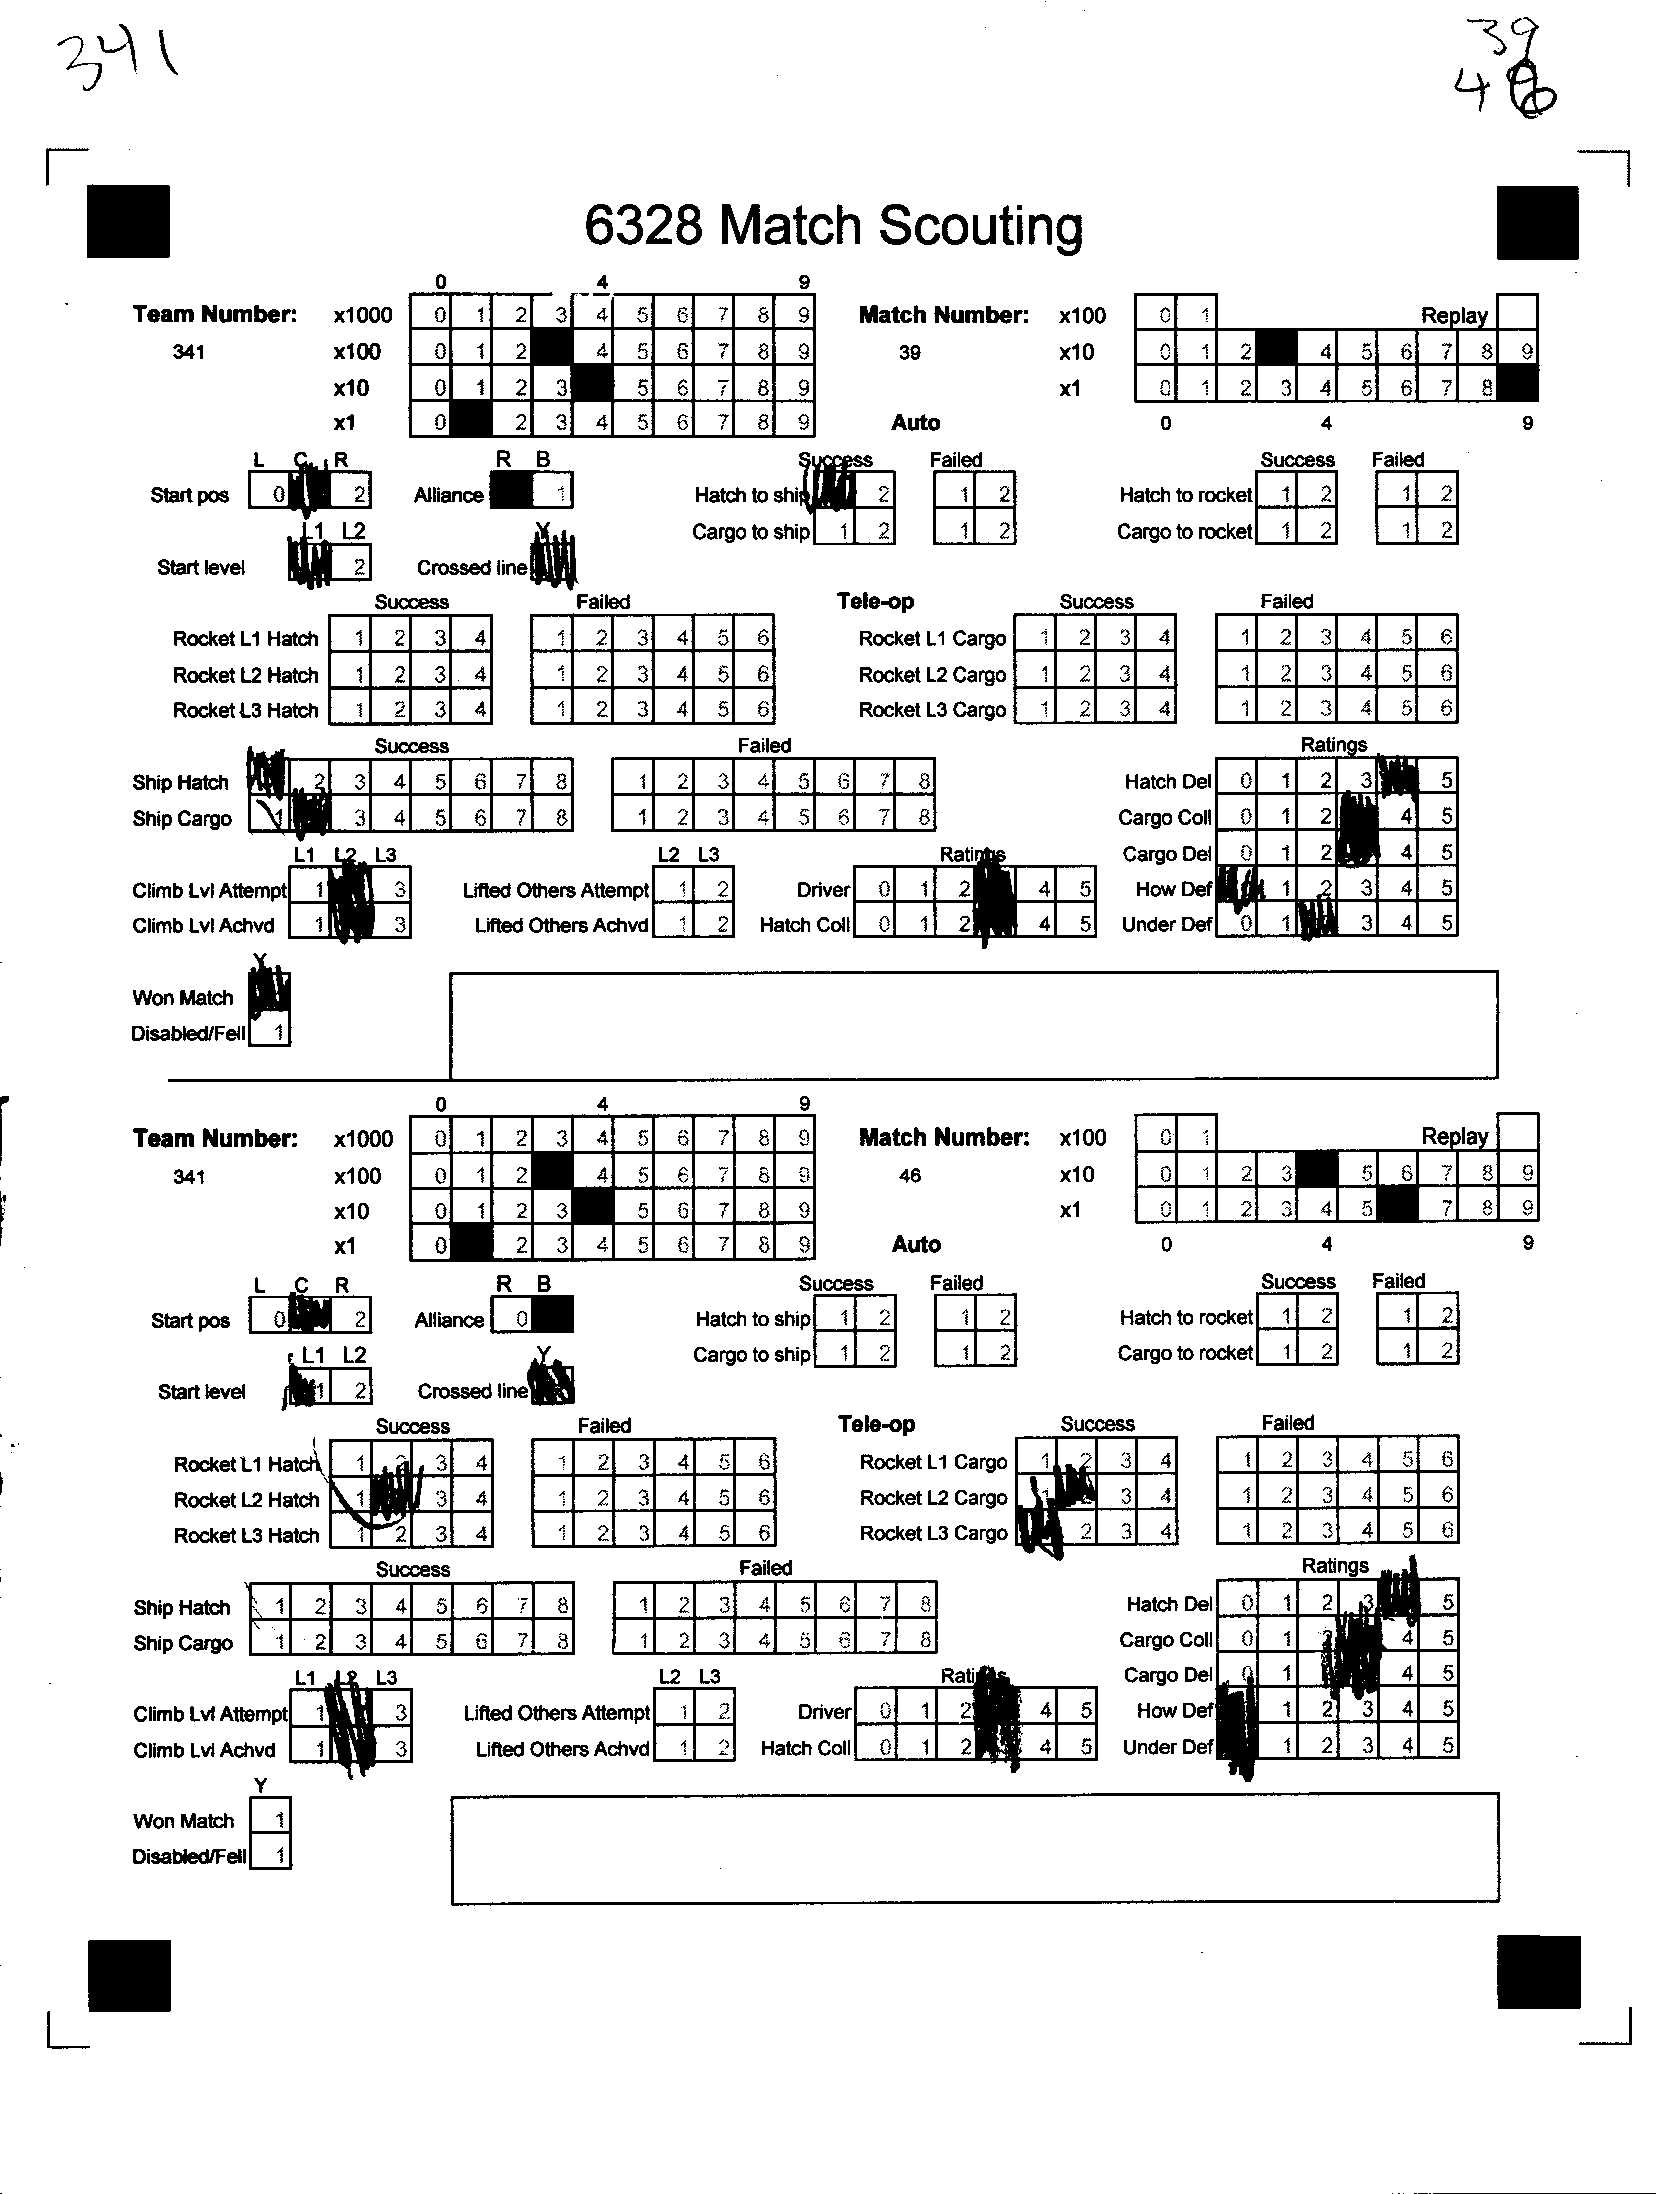 341
39
46
6328 Match Scouting
0 4 9
Team Number: x1000 0 1 2 3 4 5 6 7 8 9 Match Number: x100 0 1 Replay
341 x100 0 1 2 4 5 6 7 8 9 39 x10 0 1 2 4 5 6 7 8 9
x10 0 1 2 3 5 6 7 8 9 x1 0 1 2 3 4 5 6 7 8
x1 0 2 3 4 5 6 7 8 9 Auto 0 4 9
L C R R B Success Failed Success Failed
Start pos 0 2 Alliance 1 Hatch to ship 2 1 2 Hatch to rocket 1 2 1 2
L1 L2 Y Cargo to ship 1 2 1 2 Cargo to rocket 1 2 1 2
Start level 2 Crossed line
Success Failed Tele-op Success Failed
Rocket L1 Hatch 1 2 3 4 1 2 3 4 5 6 Rocket L1 Cargo 1 2 3 4 1 2 3 4 5 6
Rocket L2 Hatch 1 2 3 4 1 2 3 4 5 6 Rocket L2 Cargo 1 2 3 4 1 2 3 4 5 6
Rocket L3 Hatch 1 2 3 4 1 2 3 4 5 6 Rocket L3 Cargo 1 2 3 4 1 2 3 4 5 6
Success Failed Ratings
Ship Hatch 2 3 4 5 6 7 8 1 2 3 4 5 6 7 8 Hatch Del 0 1 2 3 5
Ship Cargo 1 3 4 5 6 7 8 1 2 3 4 5 6 7 8 Cargo Coll 0 1 2 4 5
L1 L2 L3 L2 L3 Ratings Cargo Del 0 1 2 4 5
Climb Lvl Attempt 1 3 Lifted Others Attempt 1 2 Driver 0 1 2 4 5 How Def 1 2 3 4 5
Climb Lvl Achvd 1 3 Lifted Others Achvd 1 2 Hatch Coll 0 1 2 4 5 Under Def 0 1 3 4 5
Y
Won Match
Disabled/Fell 1
0 4 9
Team Number: x1000 0 1 2 3 4 5 6 7 8 9 Match Number: x100 0 1 Replay
341 x100 0 1 2 4 5 6 7 8 9 46 x10 0 1 2 3 5 6 7 8 9
x10 0 1 2 3 5 6 7 8 9 x1 0 1 2 3 4 5 7 8 9
x1 0 2 3 4 5 6 7 8 9 Auto 0 4 9
L C R R B Success Failed Success Failed
Start pos 0 2 Alliance 0 Hatch to ship 1 2 1 2 Hatch to rocket 1 2 1 2
L1 L2 Y Cargo to ship 1 2 1 2 Cargo to rocket 1 2 1 2
Start level 1 2 Crossed line
Success Failed Tele-op Success Failed
Rocket L1 Hatch 1 2 3 4 1 2 3 4 5 6 Rocket L1 Cargo 1 2 3 4 1 2 3 4 5 6
Rocket L2 Hatch 1 3 4 1 2 3 4 5 6 Rocket L2 Cargo 1 3 4 1 2 3 4 5 6
Rocket L3 Hatch 1 2 3 4 1 2 3 4 5 6 Rocket L3 Cargo 2 3 4 1 2 3 4 5 6
Success Failed Ratings
Ship Hatch 1 2 3 4 5 6 7 8 1 2 3 4 5 6 7 8 Hatch Del 0 1 2 3 5
Ship Cargo 1 2 3 4 5 6 7 8 1 2 3 4 5 6 7 8 Cargo Coll 0 1 2 4 5
L1 L2 L3 L2 L3 Ratings Cargo Del 0 1 4 5
Climb Lvl Attempt 1 3 Lifted Others Attempt 1 2 Driver 0 1 2 4 5 How Def 1 2 3 4 5
Climb Lvl Achvd 1 3 Lifted Others Achvd 1 2 Hatch Coll 0 1 2 4 5 Under Def 1 2 3 4 5
Y
Won Match 1
Disabled/Fell 1